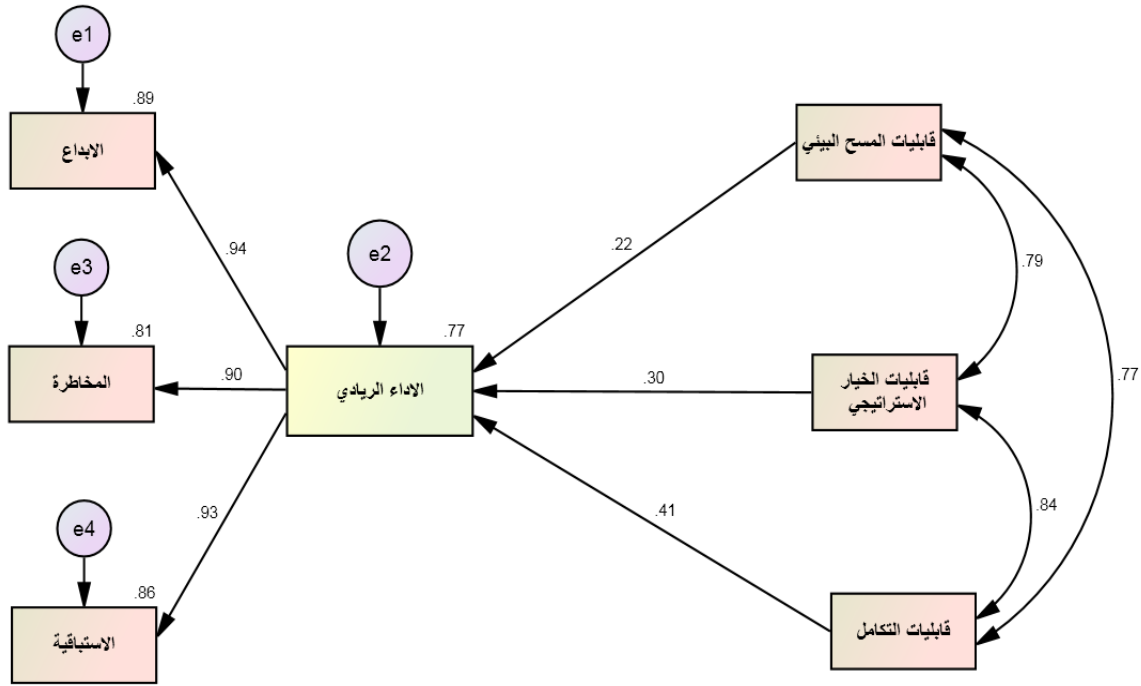 e1
.89
الابداع
قابليات المسح البيئي
.94
.22
e2
e3
.79
.81
.77
المخاطرة
.90
الاداء الريادي
.30
قابليات الخيار
الاستراتيجي
.77
.93
.41
.84
e4
.86
الاستباقية
قابليات التكامل